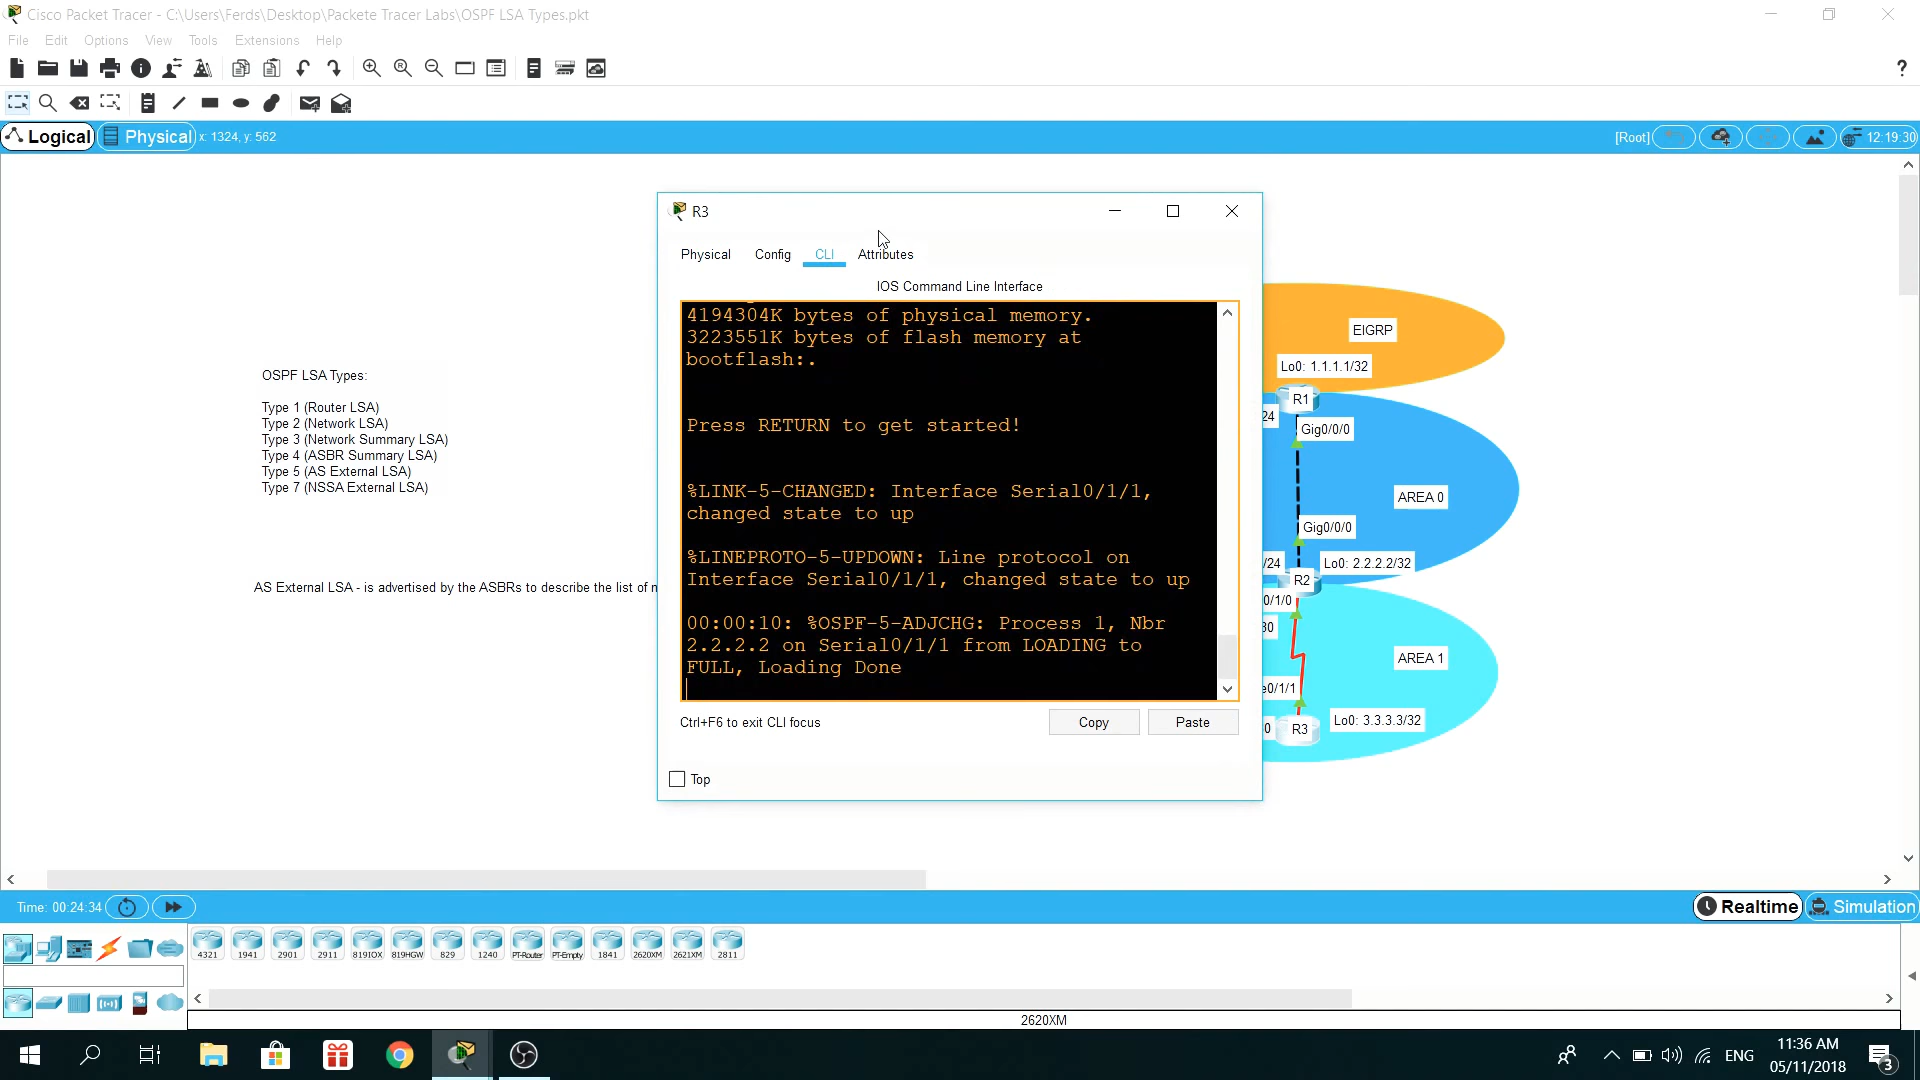 Cisco Packet Tracer - C:\Users\Ferds\Desktop\Packete Tracer Labs\OSPF LSA Types.pkt
File Edit Options View Tools Extensions Help
Logical Physical x: 1324, y: 562 [Root] 12:19:30
R3
Physical Config CLI Attributes
IOS Command Line Interface
4194304K bytes of physical memory.
3223551K bytes of flash memory at
bootflash:.
Press RETURN to get started!
%LINK-5-CHANGED: Interface Serial0/1/1,
changed state to up
%LINEPROTO-5-UPDOWN: Line protocol on
Interface Serial0/1/1, changed state to up
00:00:10: %OSPF-5-ADJCHG: Process 1, Nbr
2.2.2.2 on Serial0/1/1 from LOADING to
FULL, Loading Done
Ctrl+F6 to exit CLI focus
Copy Paste
Top
OSPF LSA Types:
Type 1 (Router LSA)
Type 2 (Network LSA)
Type 3 (Network Summary LSA)
Type 4 (ASBR Summary LSA)
Type 5 (AS External LSA)
Type 7 (NSSA External LSA)
AS External LSA - is advertised by the ASBRs to describe the list of n
EIGRP
Lo0: 1.1.1.1/32
R1
24
Gig0/0/0
AREA 0
Gig0/0/0
/24
Lo0: 2.2.2.2/32
R2
0/1/0
30
AREA 1
e0/1/1
Lo0: 3.3.3.3/32
0
R3
Time: 00:24:34
Realtime Simulation
4321 1941 2901 2911 819IOX 819HGW 829 1240 PT-Router PT-Empty 1841 2620XM 2621XM 2811
2620XM
ENG
11:36 AM
05/11/2018
3